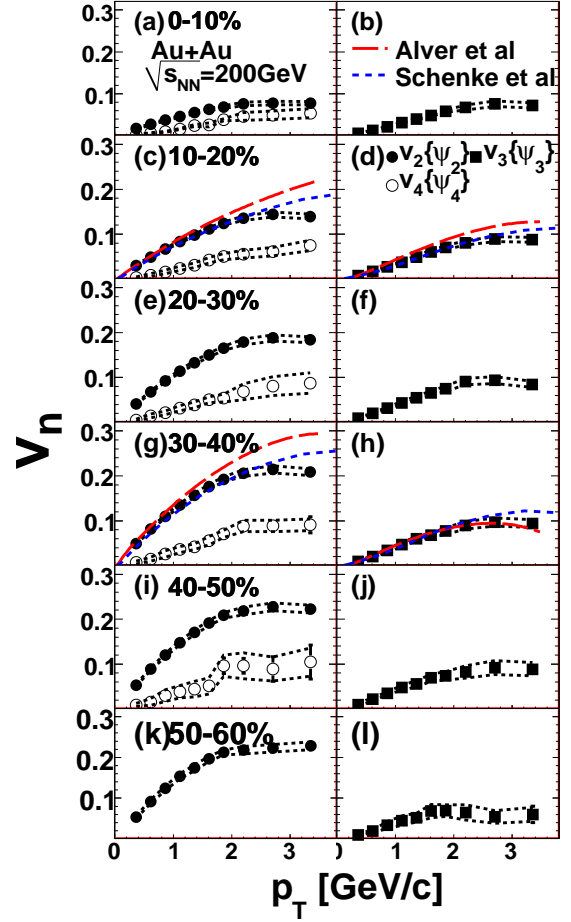 (a) 0-10%
(b)
Au+Au
√s_NN=200GeV
Alver et al
Schenke et al
0.3
0.2
0.1
(c) 10-20%
(d) v2{ψ2} v3{ψ3}
v4{ψ4}
0.3
0.2
0.1
(e) 20-30%
(f)
0.3
0.2
0.1
(g) 30-40%
(h)
0.3
0.2
0.1
(i) 40-50%
(j)
0.3
0.2
0.1
(k) 50-60%
(l)
0.3
0.2
0.1
vn
0 1 2 3 0 1 2 3
pT [GeV/c]